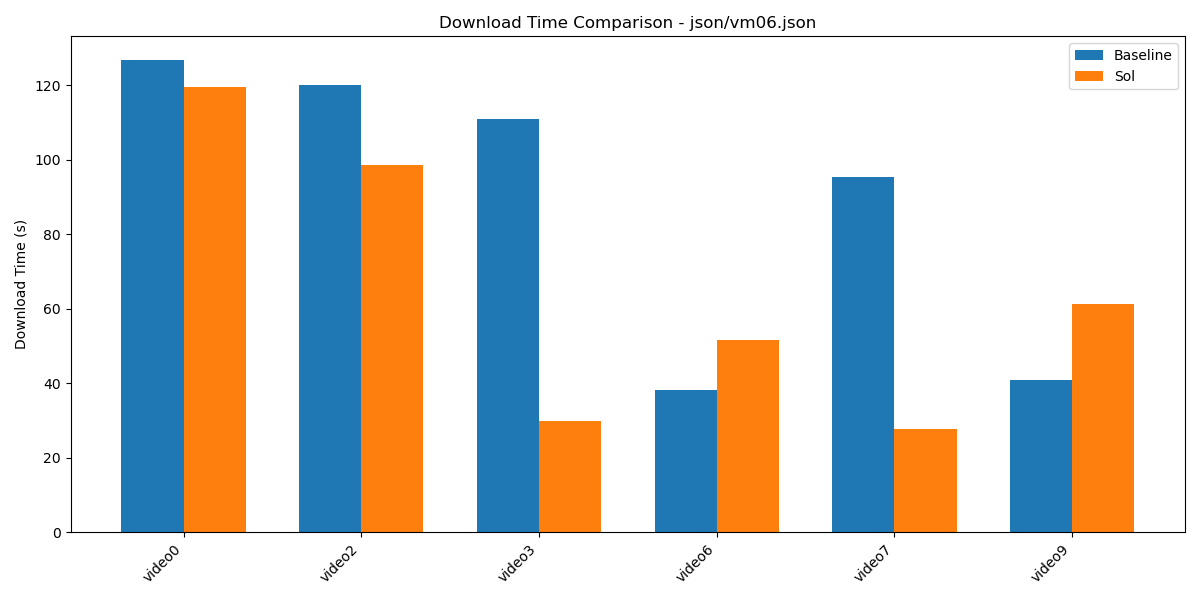 Download Time Comparison - json/vm06.json
Baseline
Sol
Download Time (s)
120
100
80
60
40
20
0
video0
video2
video3
video6
video7
video9